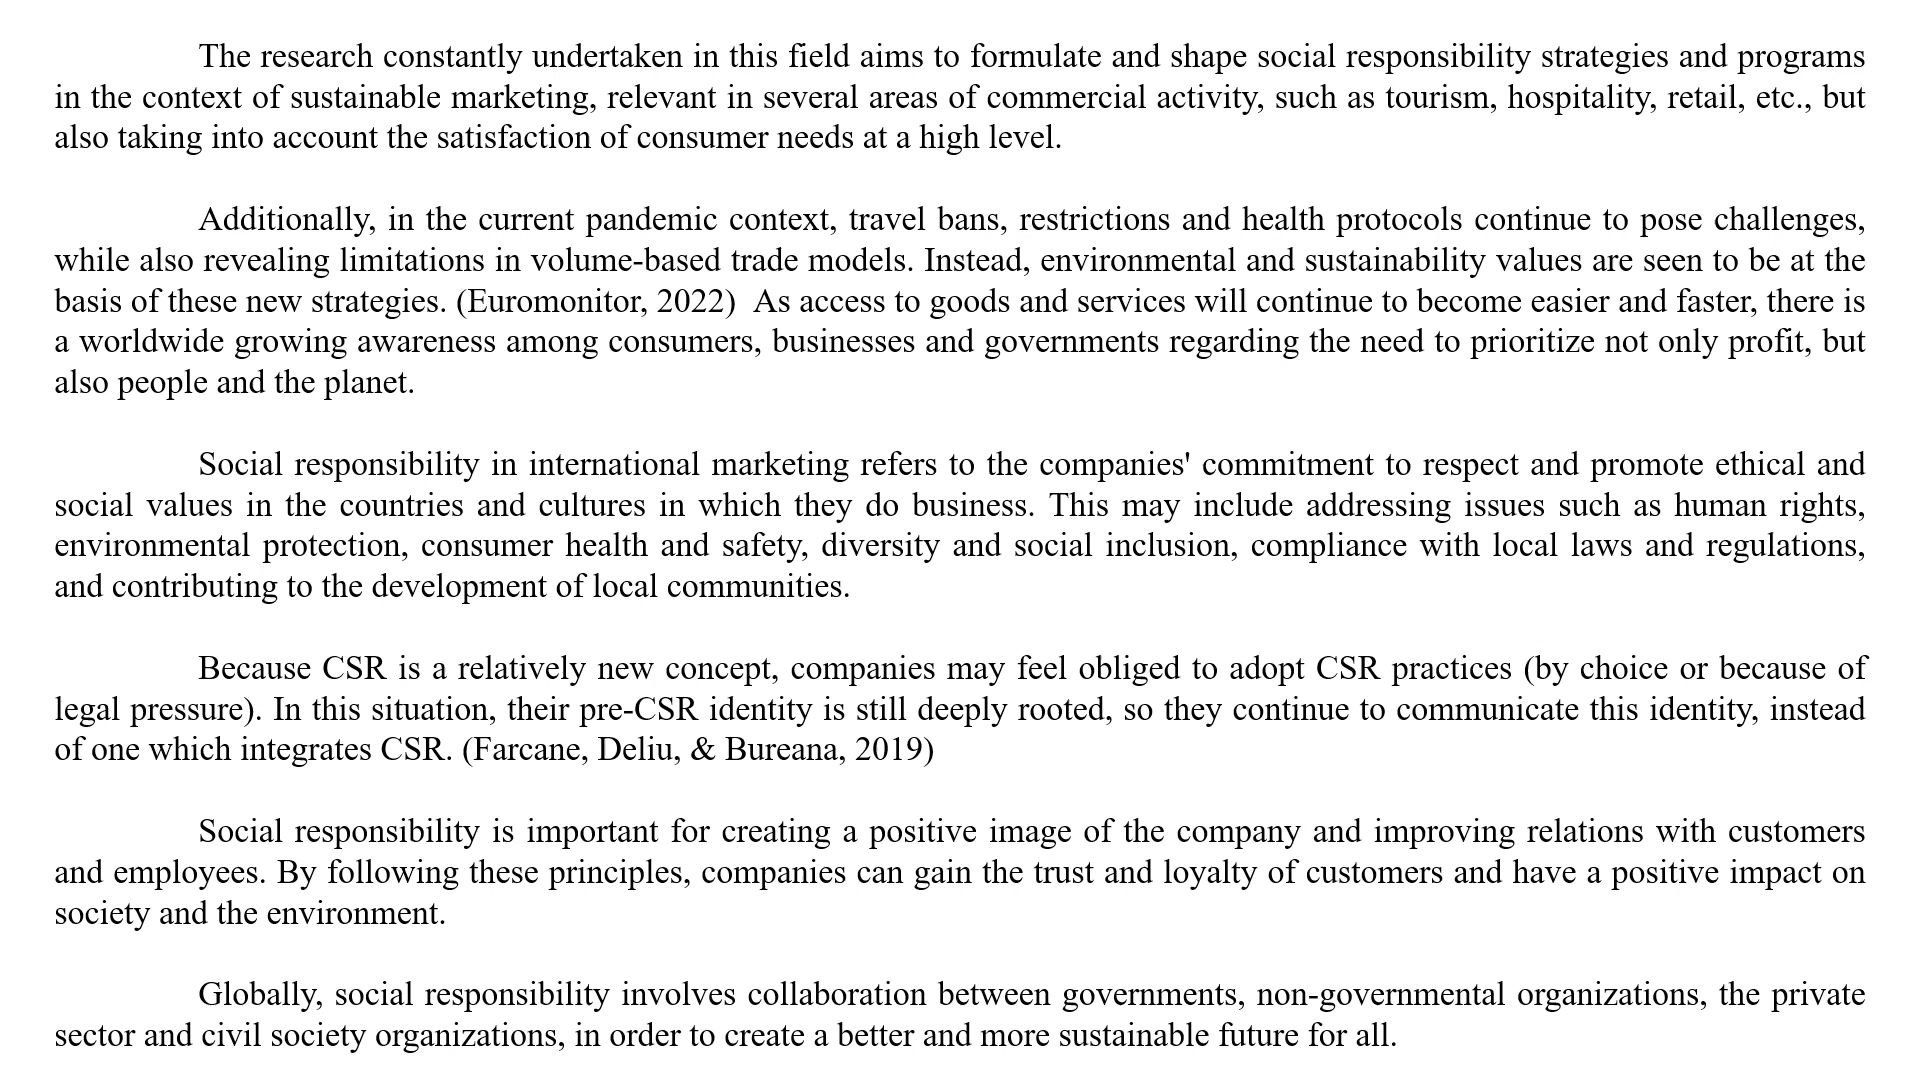 The research constantly undertaken in this field aims to formulate and shape social responsibility strategies and programs
in the context of sustainable marketing, relevant in several areas of commercial activity, such as tourism, hospitality, retail, etc., but
also taking into account the satisfaction of consumer needs at a high level.
Additionally, in the current pandemic context, travel bans, restrictions and health protocols continue to pose challenges,
while also revealing limitations in volume-based trade models. Instead, environmental and sustainability values are seen to be at the
basis of these new strategies. (Euromonitor, 2022)  As access to goods and services will continue to become easier and faster, there is
a worldwide growing awareness among consumers, businesses and governments regarding the need to prioritize not only profit, but
also people and the planet.
Social responsibility in international marketing refers to the companies' commitment to respect and promote ethical and
social values in the countries and cultures in which they do business. This may include addressing issues such as human rights,
environmental protection, consumer health and safety, diversity and social inclusion, compliance with local laws and regulations,
and contributing to the development of local communities.
Because CSR is a relatively new concept, companies may feel obliged to adopt CSR practices (by choice or because of
legal pressure). In this situation, their pre-CSR identity is still deeply rooted, so they continue to communicate this identity, instead
of one which integrates CSR. (Farcane, Deliu, & Bureana, 2019)
Social responsibility is important for creating a positive image of the company and improving relations with customers
and employees. By following these principles, companies can gain the trust and loyalty of customers and have a positive impact on
society and the environment.
Globally, social responsibility involves collaboration between governments, non-governmental organizations, the private
sector and civil society organizations, in order to create a better and more sustainable future for all.